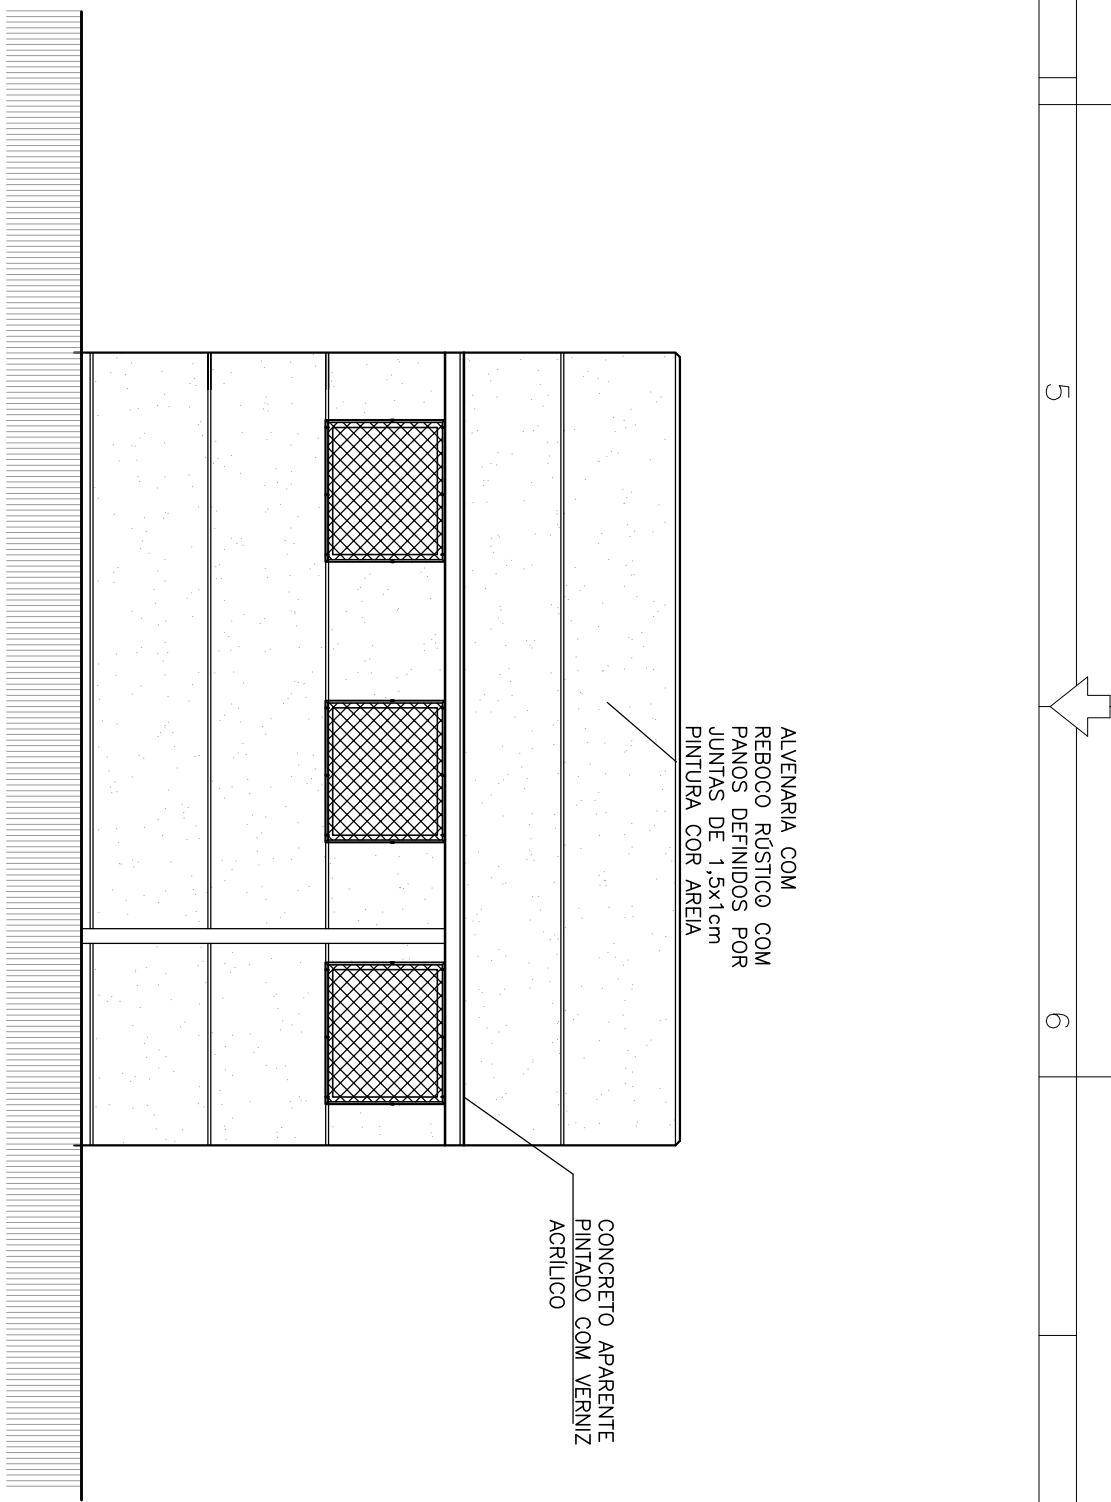 5
6
ALVENARIA COM
REBOCO RÚSTICO COM
PANOS DEFINIDOS POR
JUNTAS DE 1,5x1cm
PINTURA COR AREIA
CONCRETO APARENTE
PINTADO COM VERNIZ
ACRÍLICO